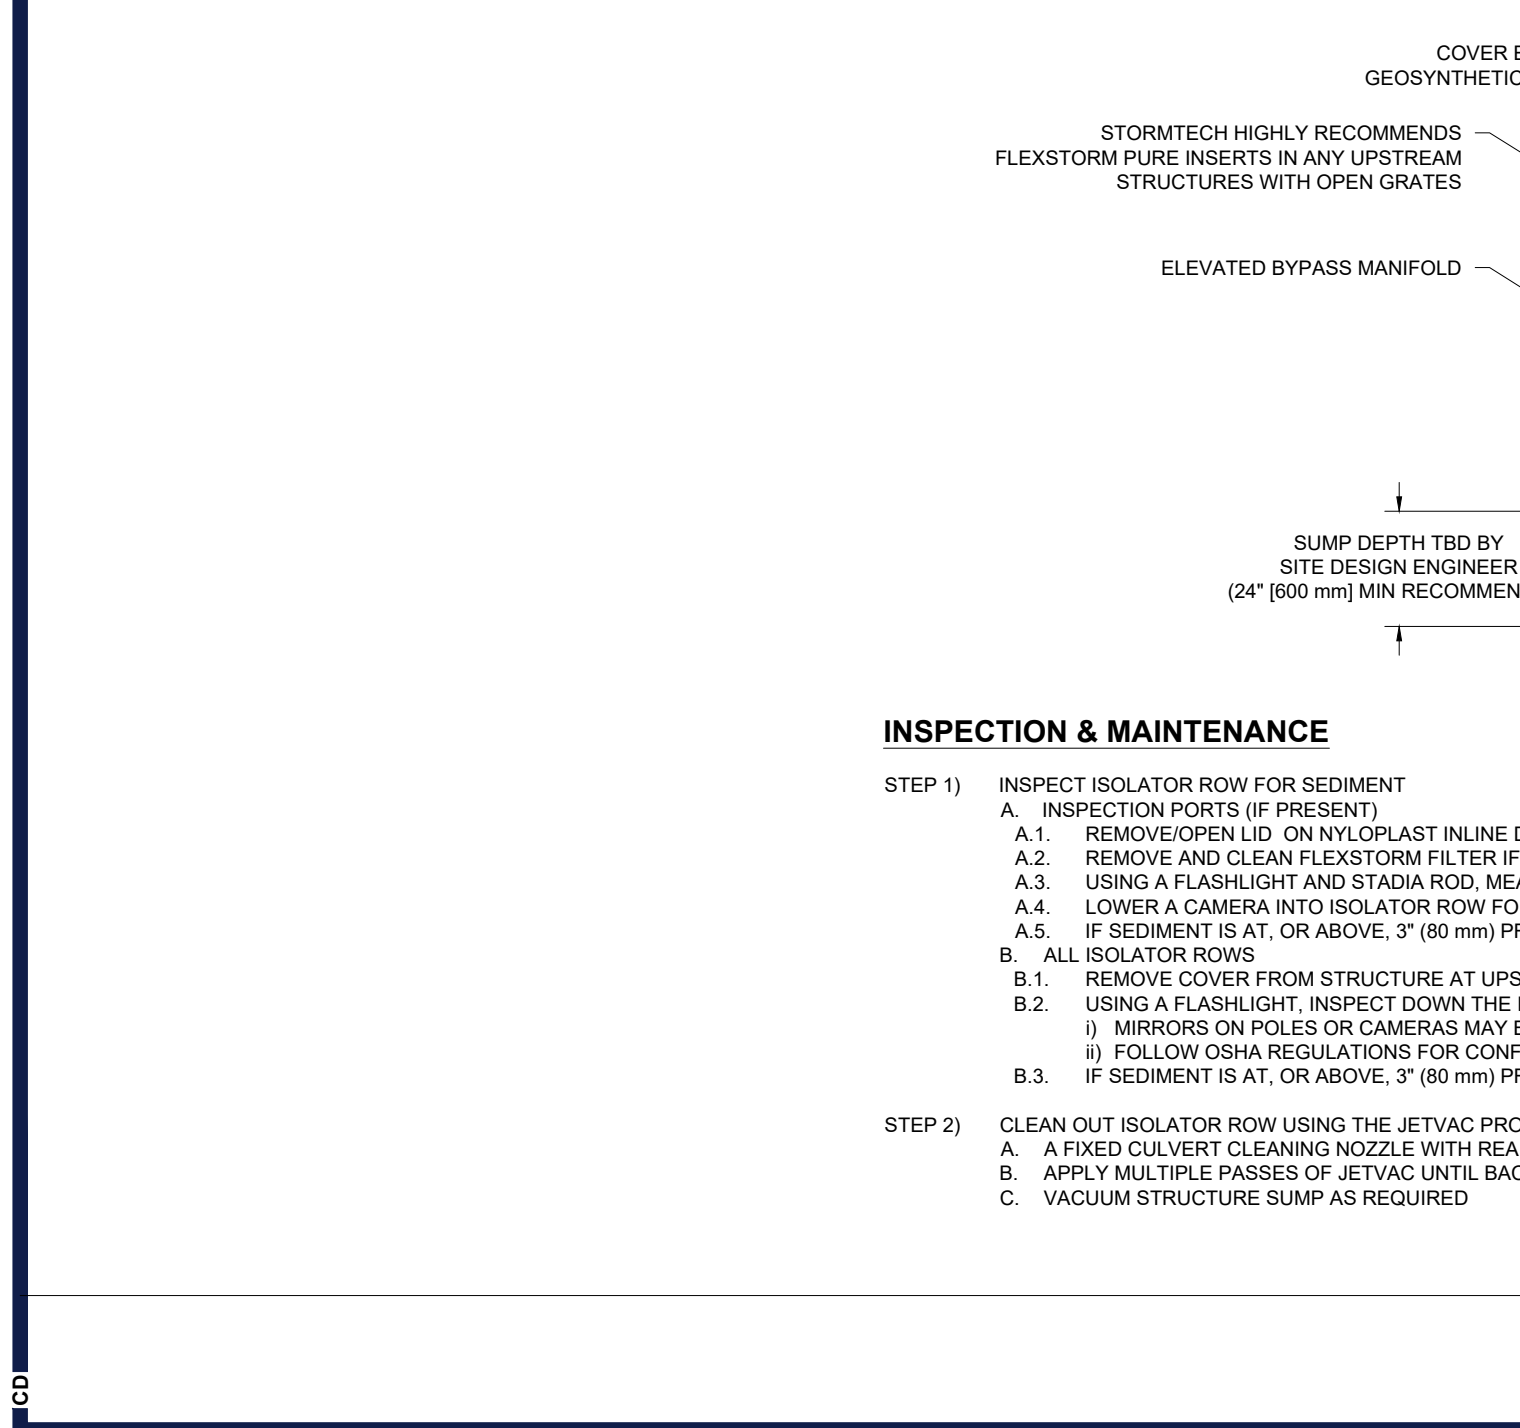 COVER E
GEOSYNTHETIC
STORMTECH HIGHLY RECOMMENDS
FLEXSTORM PURE INSERTS IN ANY UPSTREAM
STRUCTURES WITH OPEN GRATES
ELEVATED BYPASS MANIFOLD
SUMP DEPTH TBD BY
SITE DESIGN ENGINEER
(24" [600 mm] MIN RECOMMEN
INSPECTION & MAINTENANCE
STEP 1) INSPECT ISOLATOR ROW FOR SEDIMENT
A. INSPECTION PORTS (IF PRESENT)
A.1. REMOVE/OPEN LID ON NYLOPLAST INLINE D
A.2. REMOVE AND CLEAN FLEXSTORM FILTER IF
A.3. USING A FLASHLIGHT AND STADIA ROD, MEA
A.4. LOWER A CAMERA INTO ISOLATOR ROW FO
A.5. IF SEDIMENT IS AT, OR ABOVE, 3" (80 mm) P
B. ALL ISOLATOR ROWS
B.1. REMOVE COVER FROM STRUCTURE AT UPS
B.2. USING A FLASHLIGHT, INSPECT DOWN THE
i) MIRRORS ON POLES OR CAMERAS MAY
ii) FOLLOW OSHA REGULATIONS FOR CONF
B.3. IF SEDIMENT IS AT, OR ABOVE, 3" (80 mm) P
STEP 2) CLEAN OUT ISOLATOR ROW USING THE JETVAC PRO
A. A FIXED CULVERT CLEANING NOZZLE WITH REA
B. APPLY MULTIPLE PASSES OF JETVAC UNTIL BAC
C. VACUUM STRUCTURE SUMP AS REQUIRED
CD